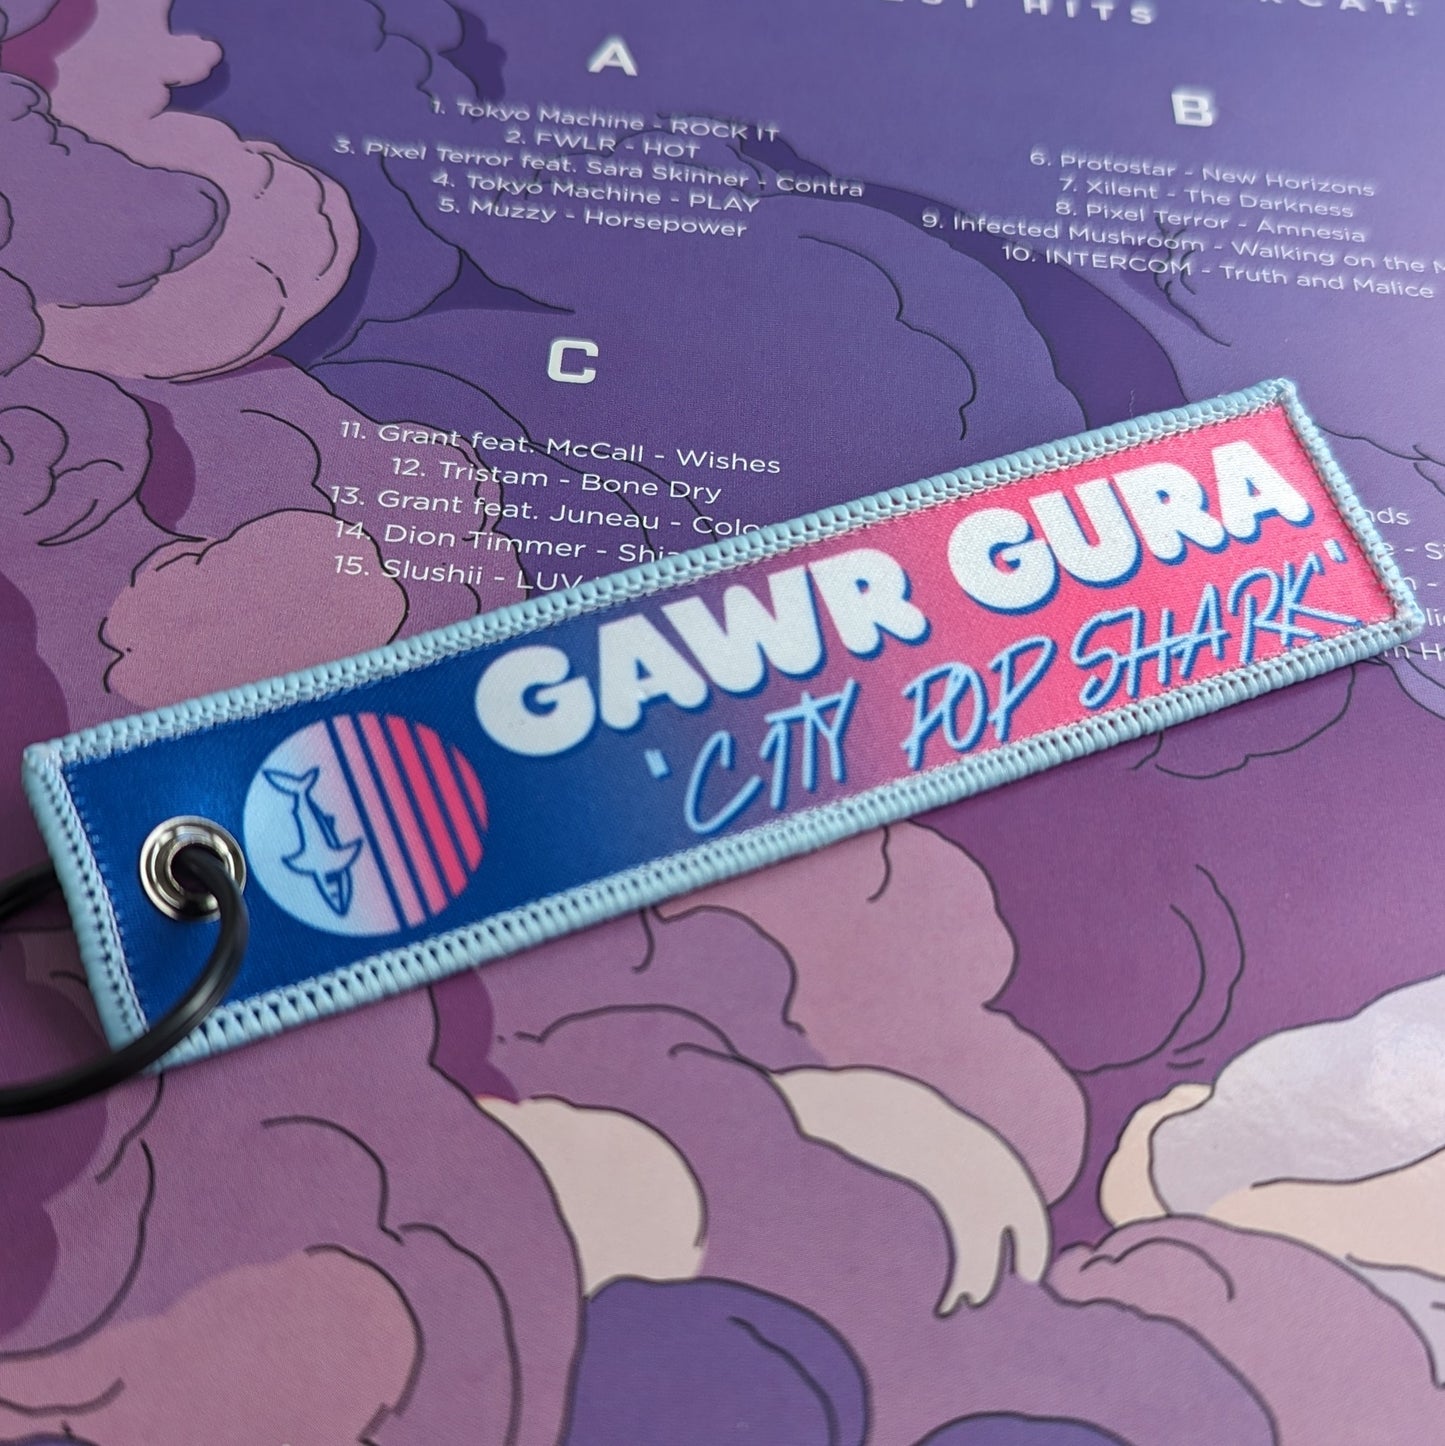 CAT:
HITS
A
1. Tokyo Machine - ROCK IT
2. FWLR - HOT
3. Pixel Terror feat. Sara Skinner - Contra
4. Tokyo Machine - PLAY
5. Muzzy - Horsepower
B
6. Protostar - New Horizons
7. Xilent - The Darkness
8. Pixel Terror - Amnesia
9. Infected Mushroom - Walking on the
10. INTERCOM - Truth and Malice
C
11. Grant feat. McCall - Wishes
12. Tristam - Bone Dry
13. Grant feat. Juneau -
14. Dion Timmer -
15. Slushii - LUV
GAWR GURA
"CITY POP SHARK"